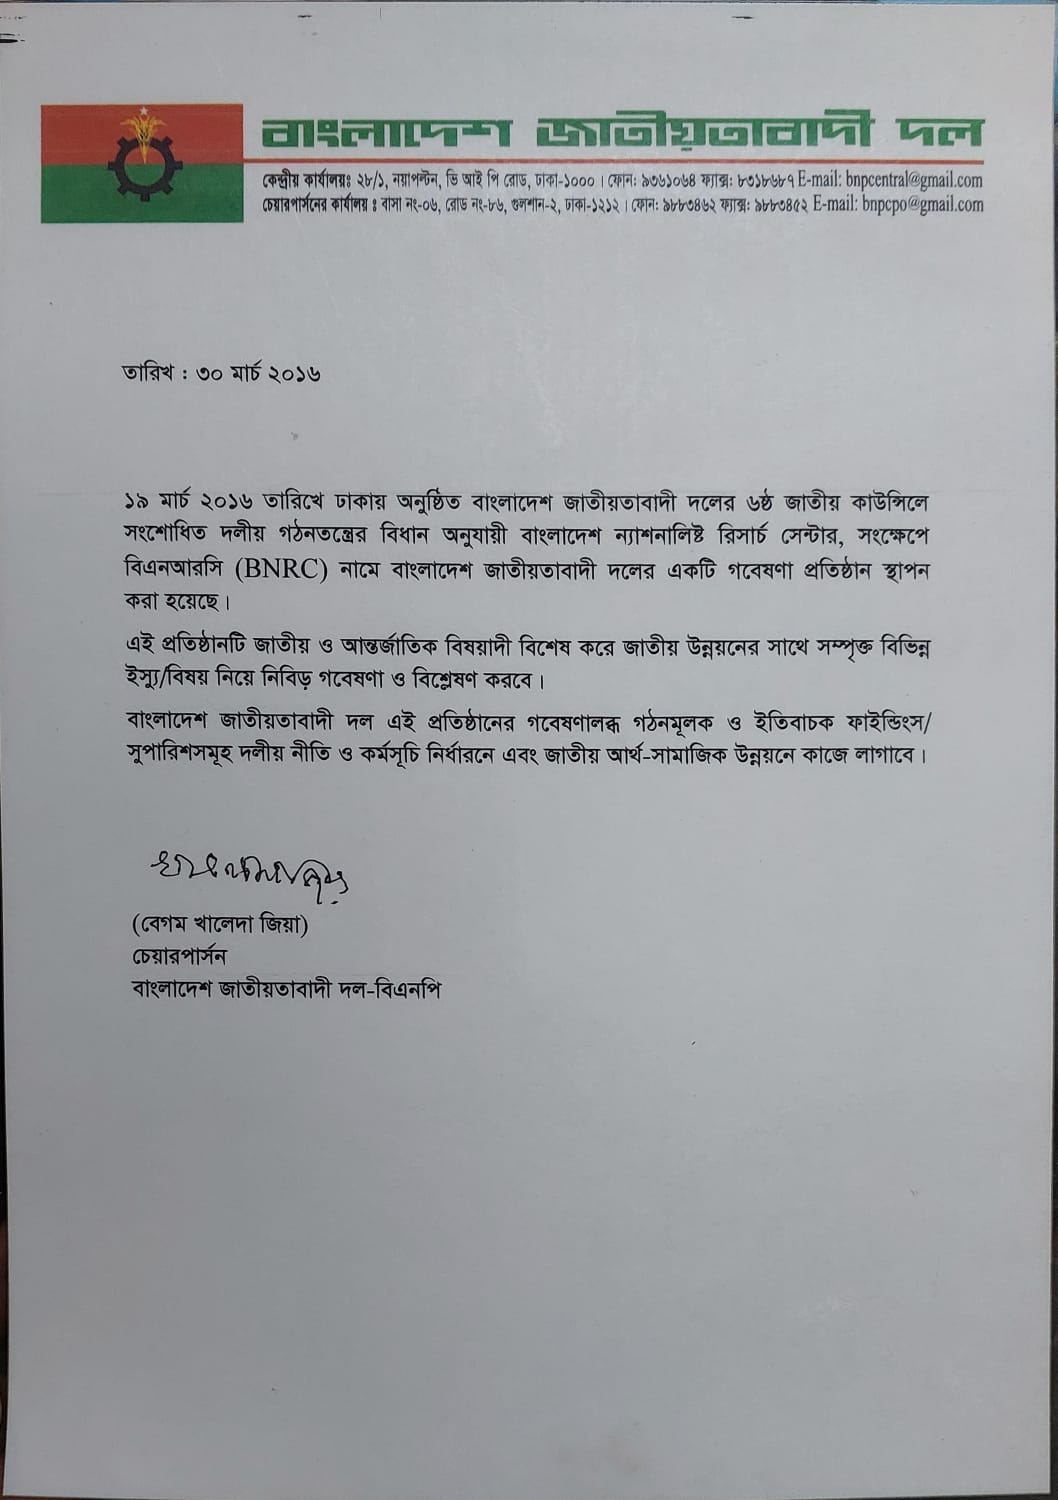 বাংলাদেশ জাতীয়তাবাদী দল
কেন্দ্রীয় কার্যালয়ঃ ২৮/১, নয়াপল্টন, ভি আই পি রোড, ঢাকা-১০০০। ফোন: ৯৩৬১০৬৪ ফ্যাক্স: ৮৩১৮৬৮৭ E-mail: bnpcentral@gmail.com
চেয়ারপার্সনের কার্যালয় ঃ বাসা নং-০৬, রোড নং-৮৬, গুলশান-২, ঢাকা-১২১২। ফোন: ৯৮৮৩৪৬২ ফ্যাক্স: ৯৮৮৩৪৫২ E-mail: bnpcpo@gmail.com
তারিখ : ৩০ মার্চ ২০১৬
১৯ মার্চ ২০১৬ তারিখে ঢাকায় অনুষ্ঠিত বাংলাদেশ জাতীয়তাবাদী দলের ৬ষ্ঠ জাতীয় কাউন্সিলে
সংশোধিত দলীয় গঠনতন্ত্রের বিধান অনুযায়ী বাংলাদেশ ন্যাশনালিষ্ট রিসার্চ সেন্টার, সংক্ষেপে
বিএনআরসি (BNRC) নামে বাংলাদেশ জাতীয়তাবাদী দলের একটি গবেষণা প্রতিষ্ঠান স্থাপন
করা হয়েছে।
এই প্রতিষ্ঠানটি জাতীয় ও আন্তর্জাতিক বিষয়াদী বিশেষ করে জাতীয় উন্নয়নের সাথে সম্পৃক্ত বিভিন্ন
ইস্যু/বিষয় নিয়ে নিবিড় গবেষণা ও বিশ্লেষণ করবে।
বাংলাদেশ জাতীয়তাবাদী দল এই প্রতিষ্ঠানের গবেষণালব্ধ গঠনমূলক ও ইতিবাচক ফাইন্ডিংস/
সুপারিশসমূহ দলীয় নীতি ও কর্মসূচি নির্ধারনে এবং জাতীয় আর্থ-সামাজিক উন্নয়নে কাজে লাগাবে।
(বেগম খালেদা জিয়া)
চেয়ারপার্সন
বাংলাদেশ জাতীয়তাবাদী দল-বিএনপি